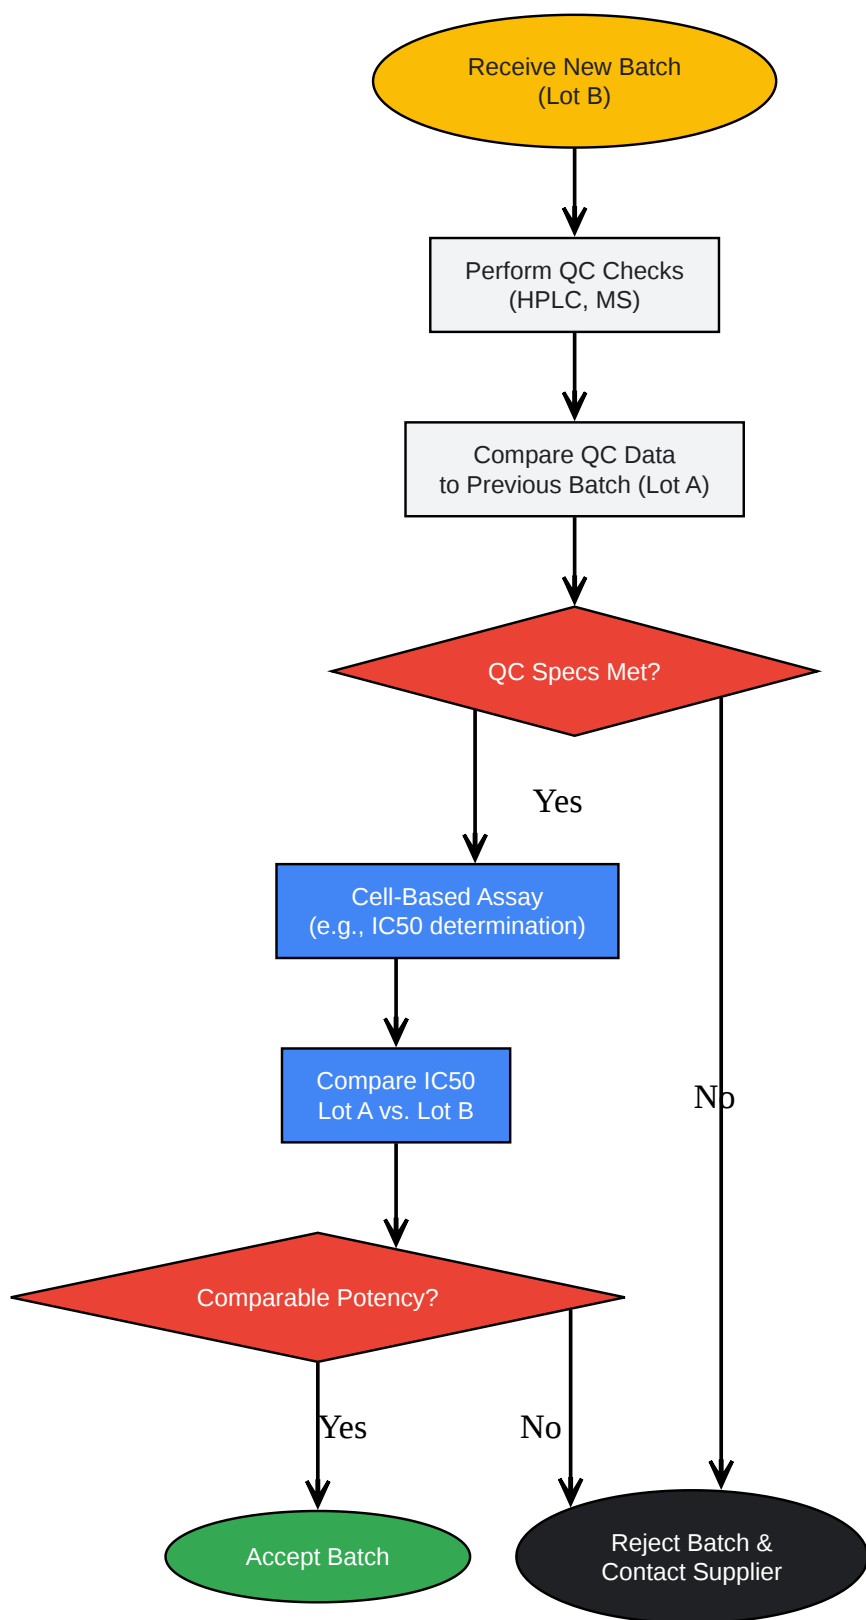 Receive New Batch
(Lot B)
Perform QC Checks
(HPLC, MS)
Compare QC Data
to Previous Batch (Lot A)
QC Specs Met?
Yes
Cell-Based Assay
(e.g., IC50 determination)
Compare IC50
Lot A vs. Lot B
No
Comparable Potency?
Yes
No
Accept Batch
Reject Batch &
Contact Supplier